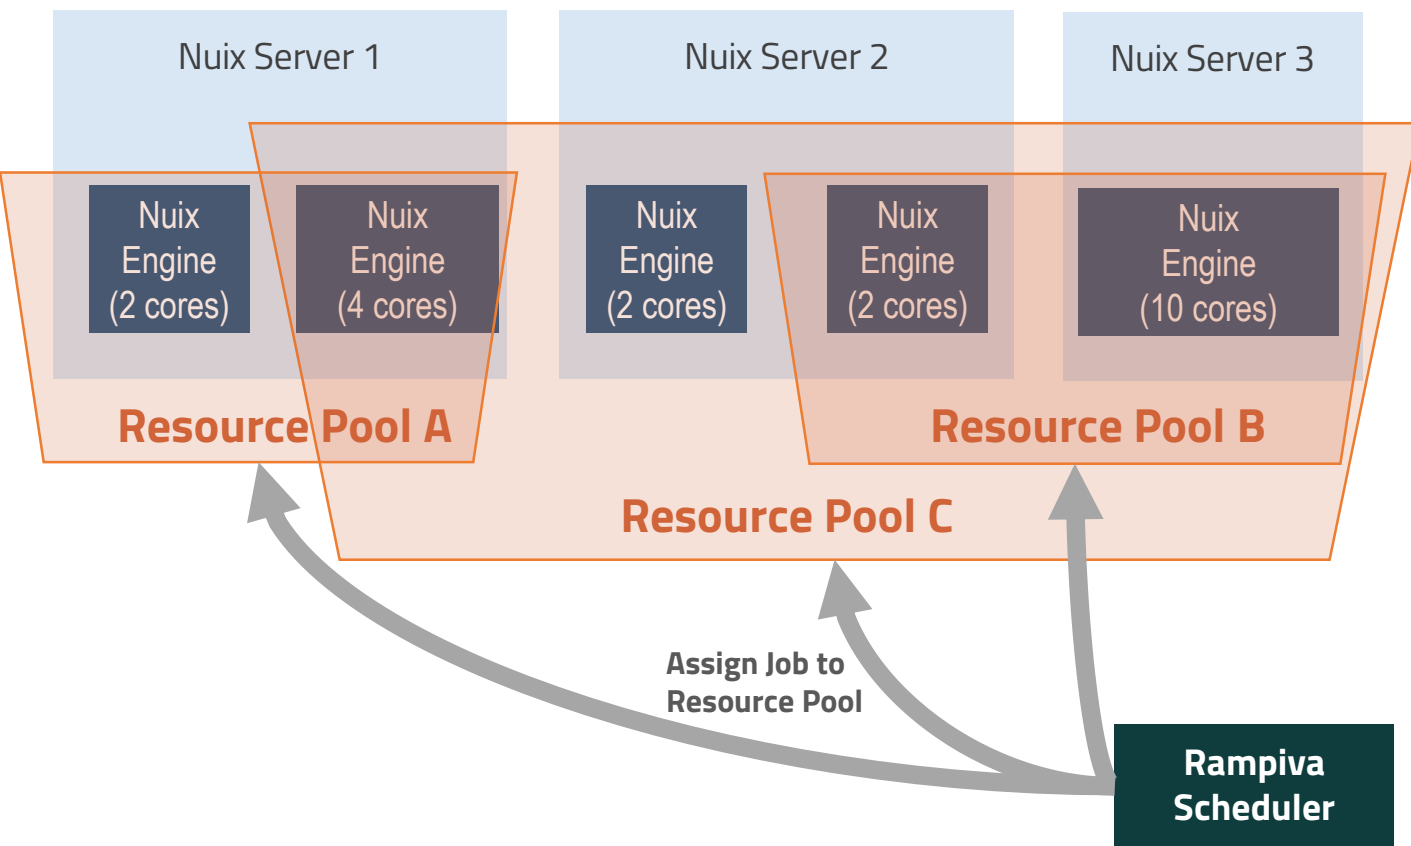 Nuix Server 1
Nuix Server 2
Nuix Server 3
Nuix
Engine
(2 cores)
Nuix
Engine
(4 cores)
Nuix
Engine
(2 cores)
Nuix
Engine
(2 cores)
Nuix
Engine
(10 cores)
Resource Pool A
Resource Pool B
Resource Pool C
Assign Job to
Resource Pool
Rampiva
Scheduler